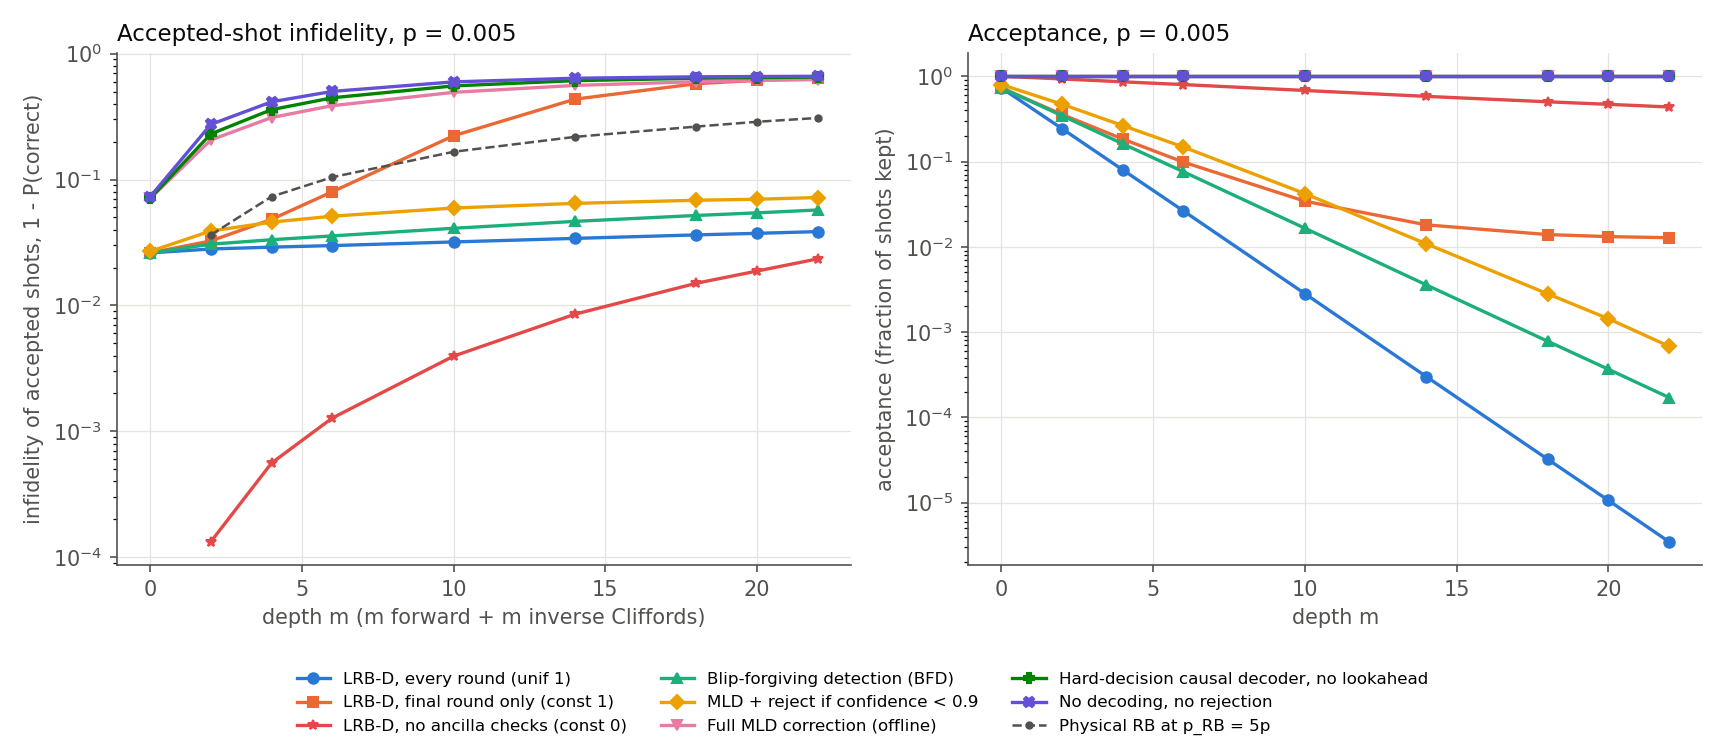 Accepted-shot infidelity, p = 0.005
infidelity of accepted shots, 1 - P(correct)
10⁰
10⁻¹
10⁻²
10⁻³
10⁻⁴
0 5 10 15 20
depth m (m forward + m inverse Cliffords)
Acceptance, p = 0.005
acceptance (fraction of shots kept)
10⁰
10⁻¹
10⁻²
10⁻³
10⁻⁴
10⁻⁵
0 5 10 15 20
depth m
LRB-D, every round (unif 1)
LRB-D, final round only (const 1)
LRB-D, no ancilla checks (const 0)
Blip-forgiving detection (BFD)
MLD + reject if confidence < 0.9
Full MLD correction (offline)
Hard-decision causal decoder, no lookahead
No decoding, no rejection
Physical RB at p_RB = 5p